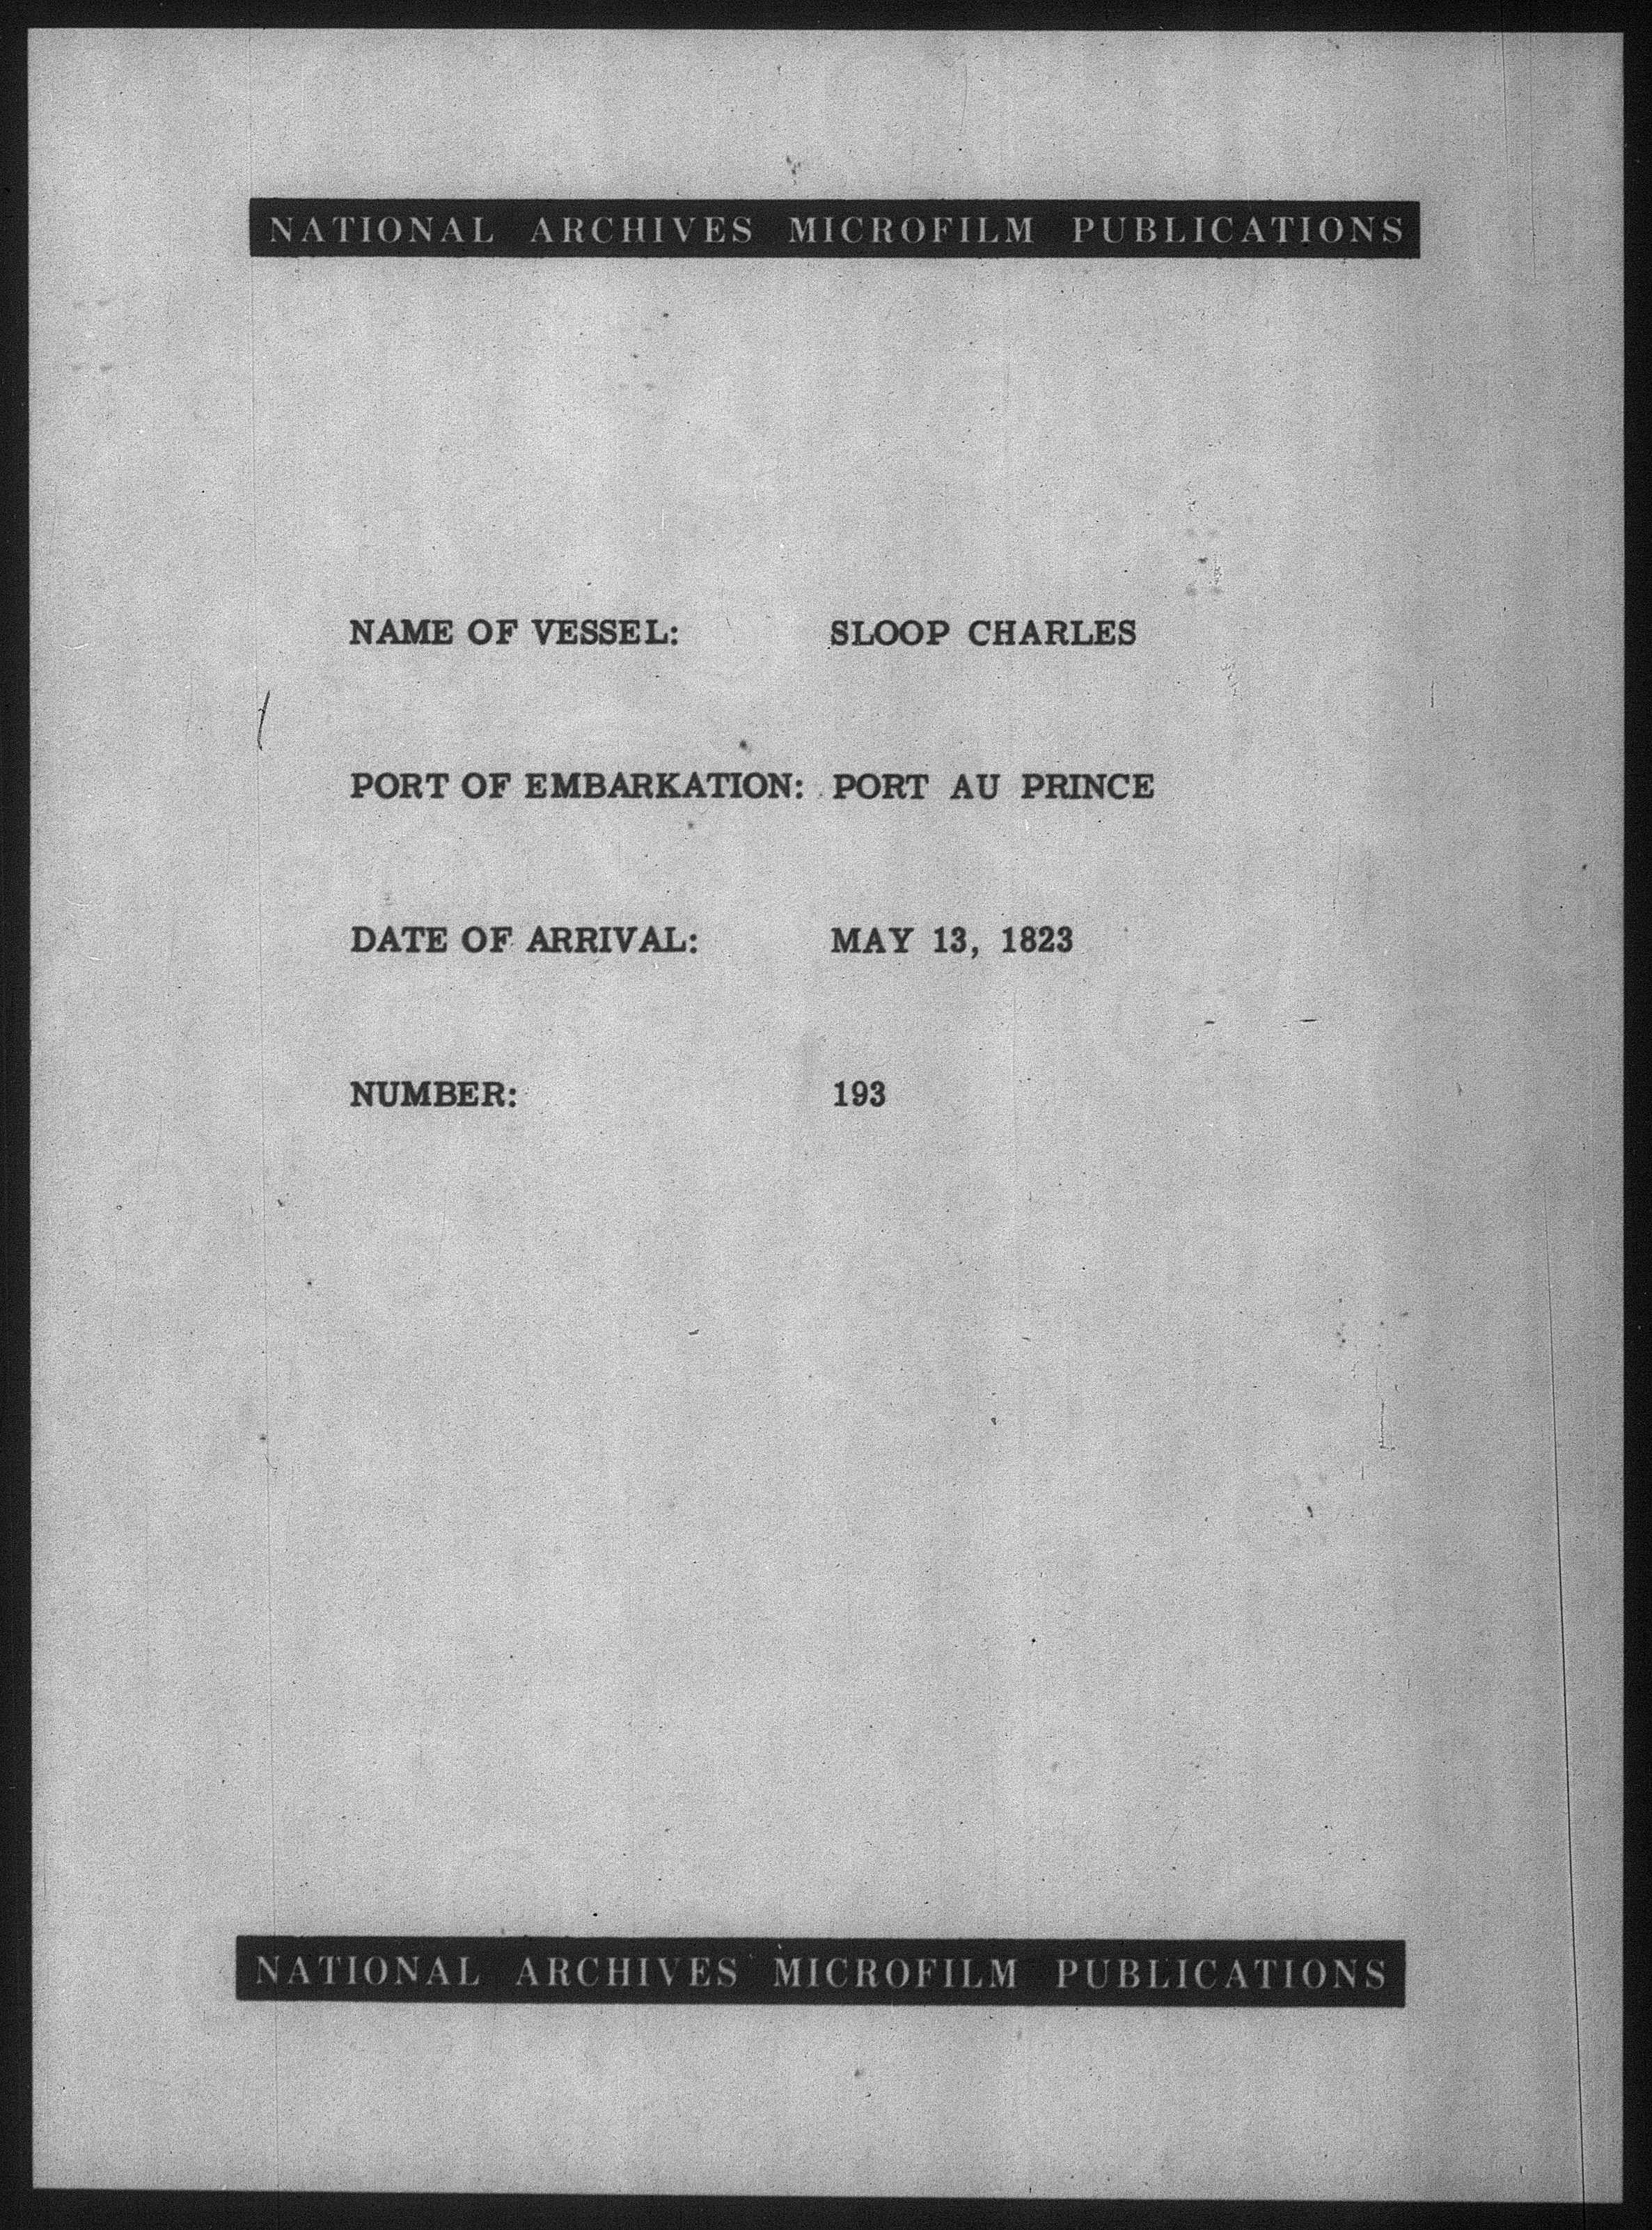 NATIONAL ARCHIVES MICROFILM PUBLICATIONS
NAME OF VESSEL: SLOOP CHARLES
PORT OF EMBARKATION: PORT AU PRINCE
DATE OF ARRIVAL: MAY 13, 1823
NUMBER: 193
NATIONAL ARCHIVES MICROFILM PUBLICATIONS